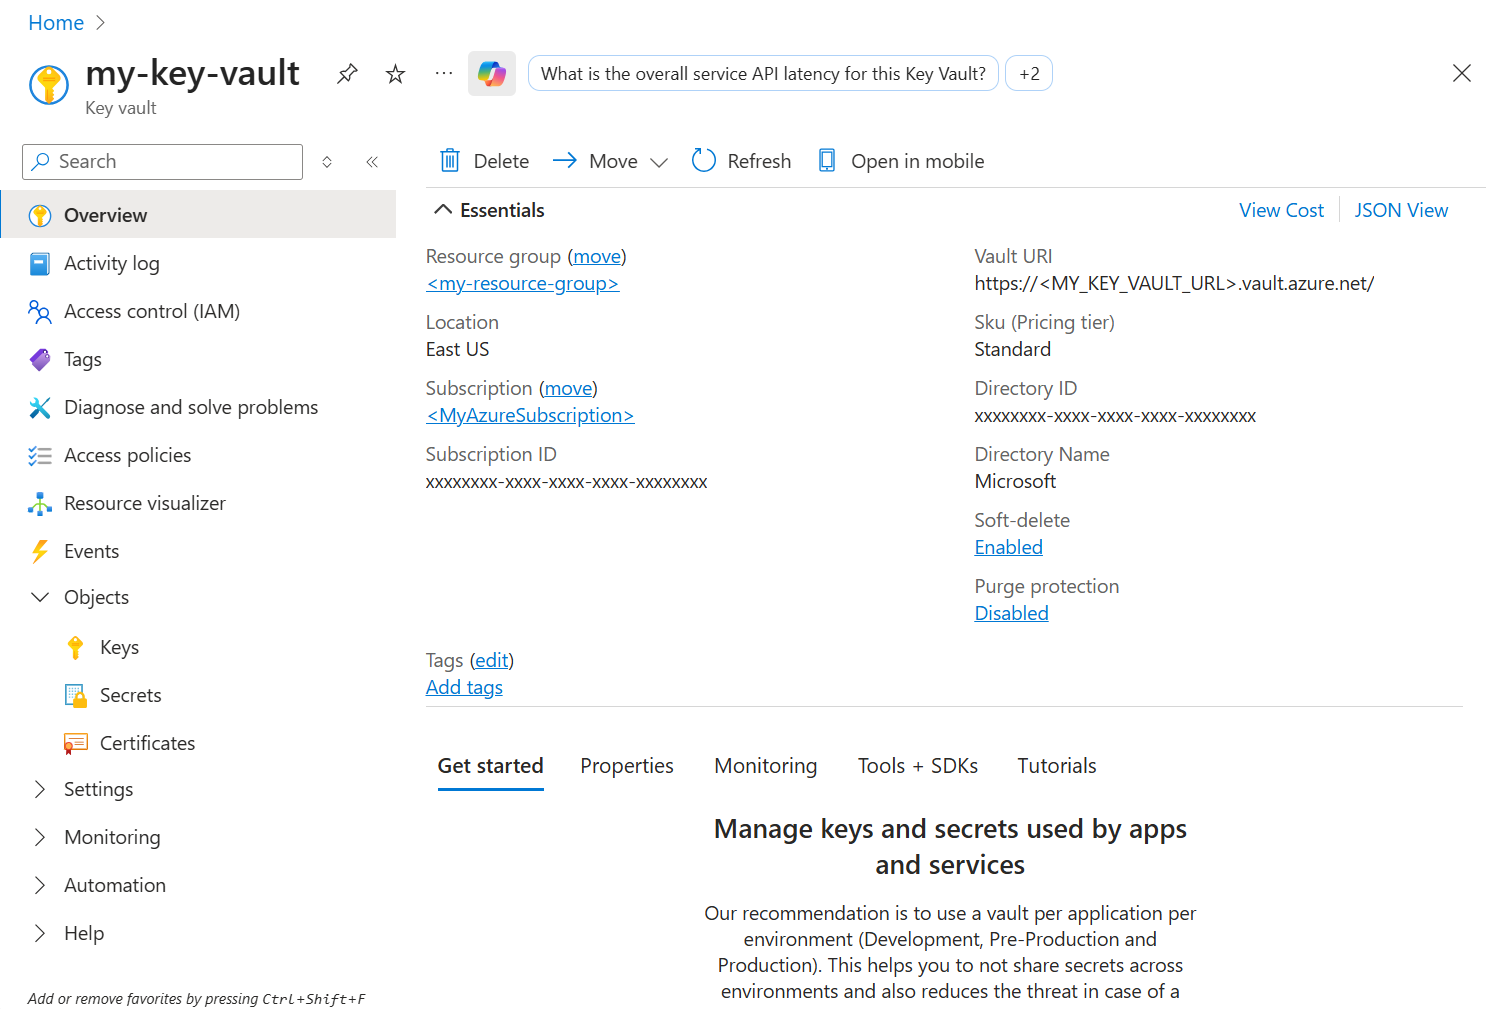 Home
my-key-vault
Key vault
What is the overall service API latency for this Key Vault?
+2
Search
Overview
Activity log
Access control (IAM)
Tags
Diagnose and solve problems
Access policies
Resource visualizer
Events
Objects
Keys
Secrets
Certificates
Settings
Monitoring
Automation
Help
Add or remove favorites by pressing Ctrl+Shift+F
Delete
Move
Refresh
Open in mobile
Essentials
View Cost
JSON View
Resource group (move)
<my-resource-group>
Location
East US
Subscription (move)
<MyAzureSubscription>
Subscription ID
xxxxxxxx-xxxx-xxxx-xxxx-xxxxxxxx
Vault URI
https://<MY_KEY_VAULT_URL>.vault.azure.net/
Sku (Pricing tier)
Standard
Directory ID
xxxxxxxx-xxxx-xxxx-xxxx-xxxxxxxx
Directory Name
Microsoft
Soft-delete
Enabled
Purge protection
Disabled
Tags (edit)
Add tags
Get started
Properties
Monitoring
Tools + SDKs
Tutorials
Manage keys and secrets used by apps
and services
Our recommendation is to use a vault per application per
environment (Development, Pre-Production and
Production). This helps you to not share secrets across
environments and also reduces the threat in case of a